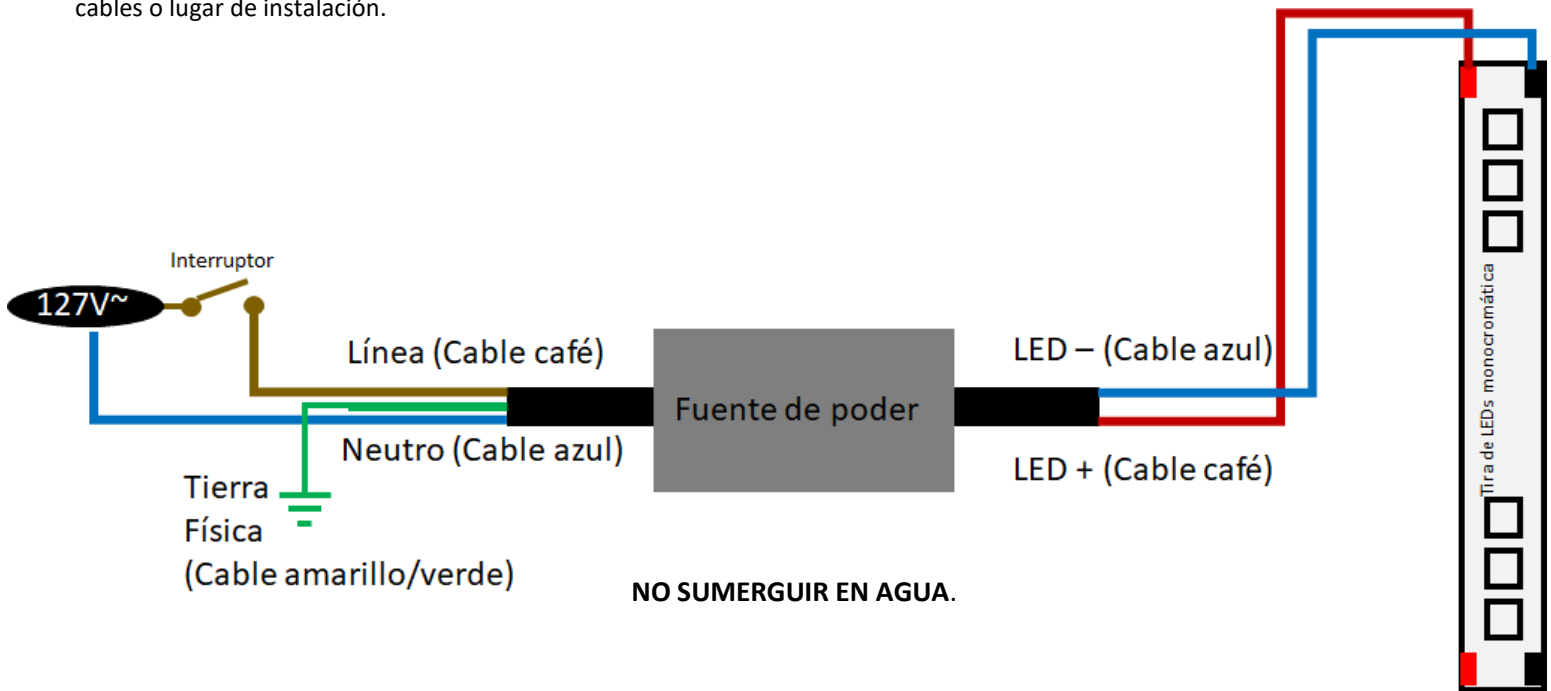 cables o lugar de instalación.
Interruptor
127V~
Línea (Cable café)
Neutro (Cable azul)
Tierra
Física
(Cable amarillo/verde)
Fuente de poder
LED – (Cable azul)
LED + (Cable café)
Tira de LEDs monocromática
NO SUMERGUIR EN AGUA.